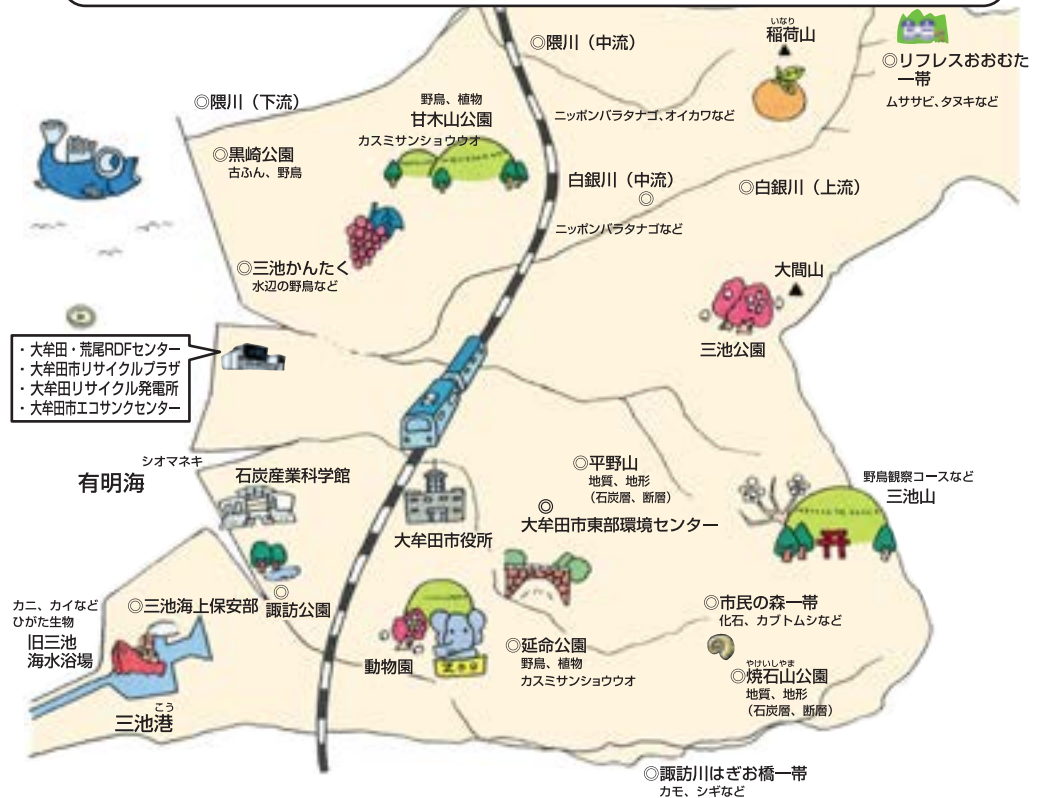 ◎隈川（中流）
いなり
稲荷山
◎リフレスおおむた
一帯
ムササビ、タヌキなど
◎隈川（下流）
野鳥、植物
甘木山公園
カスミサンショウウオ
ニッポンバラタナゴ、オイカワなど
◎黒崎公園
古ふん、野鳥
白銀川（中流）
◎
◎白銀川（上流）
ニッポンバラタナゴなど
◎三池かんたく
水辺の野鳥など
大間山
三池公園
・大牟田・荒尾RDFセンター
・大牟田市リサイクルプラザ
・大牟田リサイクル発電所
・大牟田市エコサンクセンター
シオマネキ
有明海
石炭産業科学館
◎平野山
地質、地形
（石炭層、断層）
野鳥観察コースなど
三池山
◎
大牟田市東部環境センター
大牟田市役所
カニ、カイなど
ひがた生物
旧三池
海水浴場
◎三池海上保安部
◎
諏訪公園
◎市民の森一帯
化石、カブトムシなど
動物園
ZOO
◎延命公園
野鳥、植物
カスミサンショウウオ
やけいしやま
◎焼石山公園
地質、地形
（石炭層、断層）
こう
三池港
◎諏訪川はぎお橋一帯
カモ、シギなど